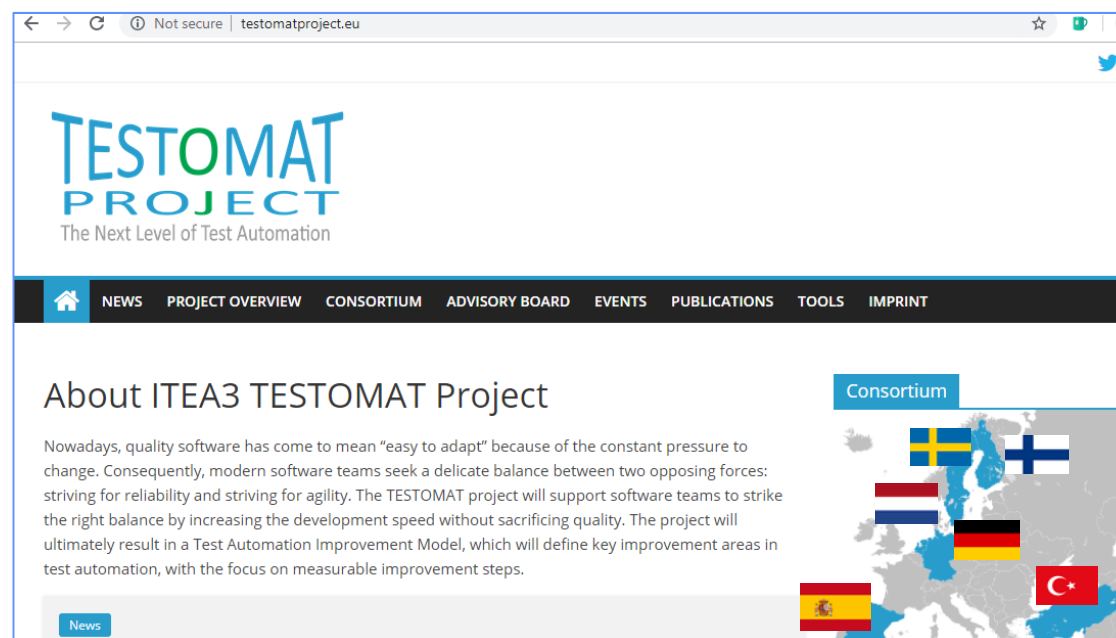 Not secure | testomatproject.eu
TESTOMAT
PROJECT
The Next Level of Test Automation
NEWS PROJECT OVERVIEW CONSORTIUM ADVISORY BOARD EVENTS PUBLICATIONS TOOLS IMPRINT
About ITEA3 TESTOMAT Project
Nowadays, quality software has come to mean “easy to adapt” because of the constant pressure to
change. Consequently, modern software teams seek a delicate balance between two opposing forces:
striving for reliability and striving for agility. The TESTOMAT project will support software teams to strike
the right balance by increasing the development speed without sacrificing quality. The project will
ultimately result in a Test Automation Improvement Model, which will define key improvement areas in
test automation, with the focus on measurable improvement steps.
News
Consortium